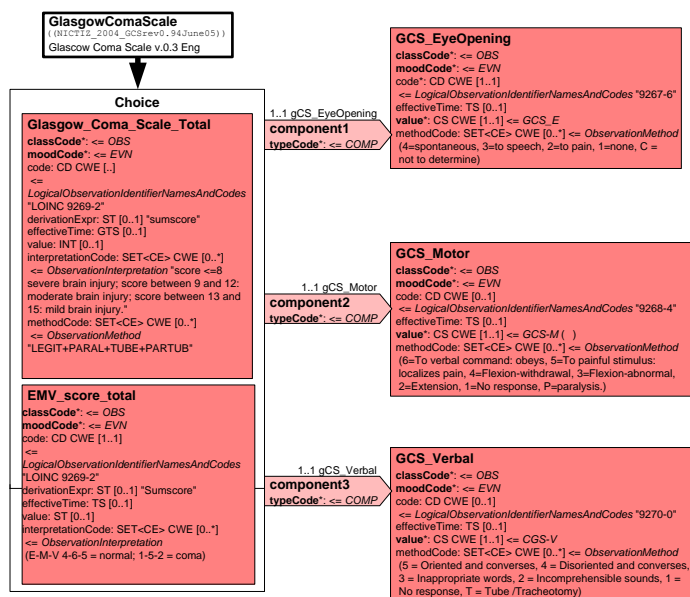 GlasgowComaScale
((NICTIZ_2004_GCSrev0.94June05))
Glascow Coma Scale v.0.3 Eng
Choice
Glasgow_Coma_Scale_Total
classCode*: <= OBS
moodCode*: <= EVN
code: CD CWE [..]
<=
LogicalObservationIdentifierNamesAndCodes
"LOINC 9269-2"
derivationExpr: ST [0..1] "sumscore"
effectiveTime: GTS [0..1]
value: INT [0..1]
interpretationCode: SET<CE> CWE [0..*]
<= ObservationInterpretation "score <=8
severe brain injury; score between 9 and 12:
moderate brain injury; score between 13 and
15: mild brain injury."
methodCode: SET<CE> CWE [0..*]
<= ObservationMethod
"LEGIT+PARAL+TUBE+PARTUB"
EMV_score_total
classCode*: <= OBS
moodCode*: <= EVN
code: CD CWE [1..1]
<=
LogicalObservationIdentifierNamesAndCodes
"LOINC 9269-2"
derivationExpr: ST [0..1] "Sumscore"
effectiveTime: TS [0..1]
value: ST [0..1]
interpretationCode: SET<CE> CWE [0..*]
<= ObservationInterpretation
(E-M-V 4-6-5 = normal; 1-5-2 = coma)
1..1 gCS_EyeOpening
component1
typeCode*: <= COMP
1..1 gCS_Motor
component2
typeCode*: <= COMP
1..1 gCS_Verbal
component3
typeCode*: <= COMP
GCS_EyeOpening
classCode*: <= OBS
moodCode*: <= EVN
code*: CD CWE [1..1]
<= LogicalObservationIdentifierNamesAndCodes "9267-6"
effectiveTime: TS [0..1]
value*: CS CWE [1..1] <= GCS_E
methodCode: SET<CE> CWE [0..*] <= ObservationMethod
(4=spontaneous, 3=to speech, 2=to pain, 1=none, C =
not to determine)
GCS_Motor
classCode*: <= OBS
moodCode*: <= EVN
code: CD CWE [0..1]
<= LogicalObservationIdentifierNamesAndCodes "9268-4"
effectiveTime: TS [0..1]
value*: CS CWE [1..1] <= GCS-M ( )
methodCode: SET<CE> CWE [0..*] <= ObservationMethod
(6=To verbal command: obeys, 5=To painful stimulus:
localizes pain, 4=Flexion-withdrawal, 3=Flexion-abnormal,
2=Extension, 1=No response, P=paralysis.)
GCS_Verbal
classCode*: <= OBS
moodCode*: <= EVN
code: CD CWE [0..1]
<= LogicalObservationIdentifierNamesAndCodes "9270-0"
effectiveTime: TS [0..1]
value*: CS CWE [1..1] <= CGS-V
methodCode: SET<CE> CWE [0..*] <= ObservationMethod
(5 = Oriented and converses, 4 = Disoriented and converses,
3 = Inappropriate words, 2 = Incomprehensible sounds, 1 =
No response, T = Tube /Tracheotomy)